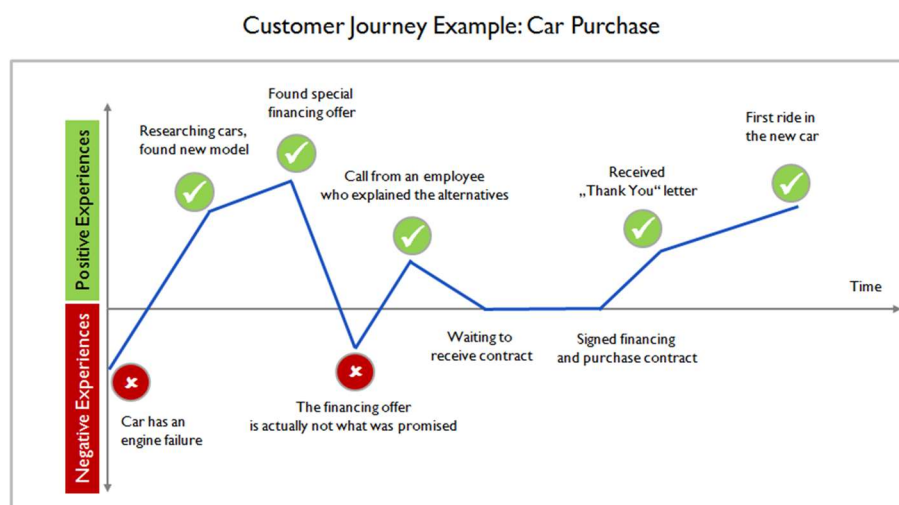 Customer Journey Example: Car Purchase
Positive Experiences
Negative Experiences
Car has an
engine failure
Researching cars,
found new model
Found special
financing offer
The financing offer
is actually not what was promised
Call from an employee
who explained the alternatives
Waiting to
receive contract
Signed financing
and purchase contract
Received
„Thank You“ letter
First ride
in the new car
Time